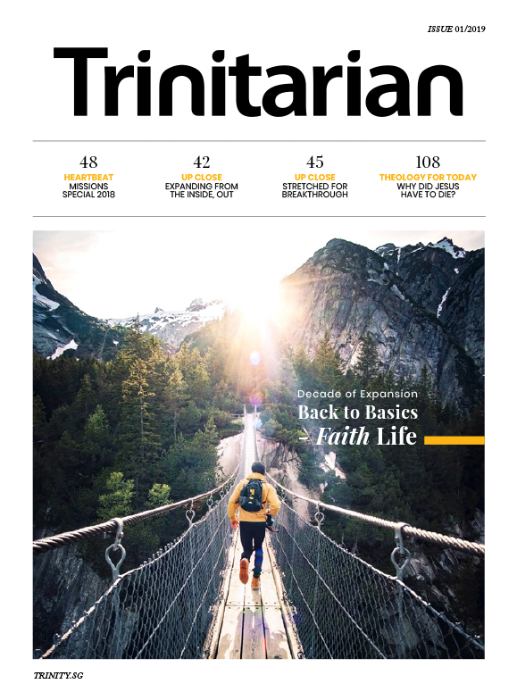 ISSUE 01/2019
Trinitarian
48
HEARTBEAT
MISSIONS
SPECIAL 2018
42
UP CLOSE
EXPANDING FROM
THE INSIDE, OUT
45
UP CLOSE
STRETCHED FOR
BREAKTHROUGH
108
THEOLOGY FOR TODAY
WHY DID JESUS
HAVE TO DIE?
Decade of Expansion
Back to Basics
– Faith Life
TRINITY.SG